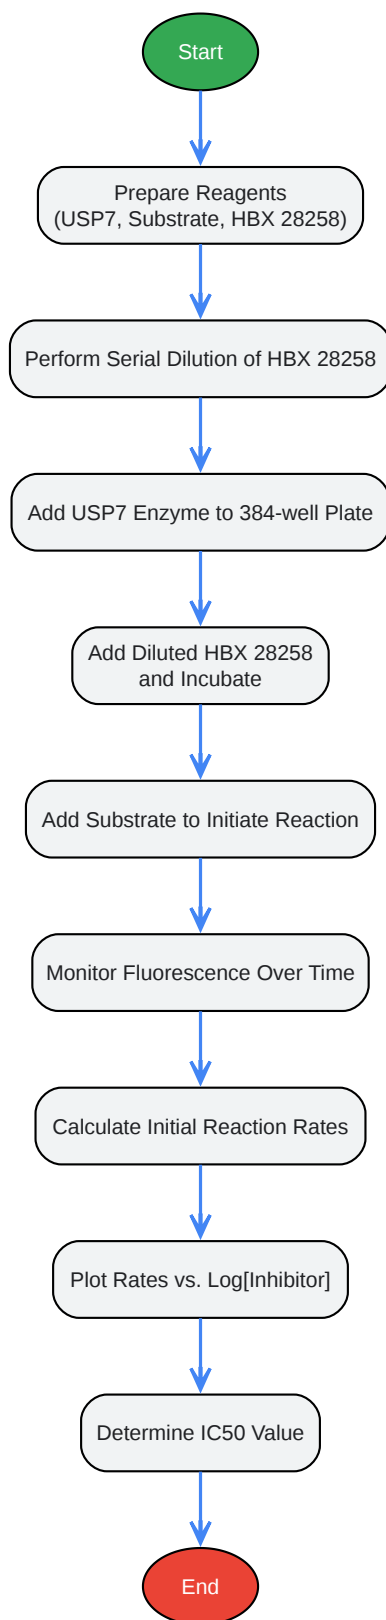 Start
Prepare Reagents
(USP7, Substrate, HBX 28258)
Perform Serial Dilution of HBX 28258
Add USP7 Enzyme to 384-well Plate
Add Diluted HBX 28258
and Incubate
Add Substrate to Initiate Reaction
Monitor Fluorescence Over Time
Calculate Initial Reaction Rates
Plot Rates vs. Log[Inhibitor]
Determine IC50 Value
End